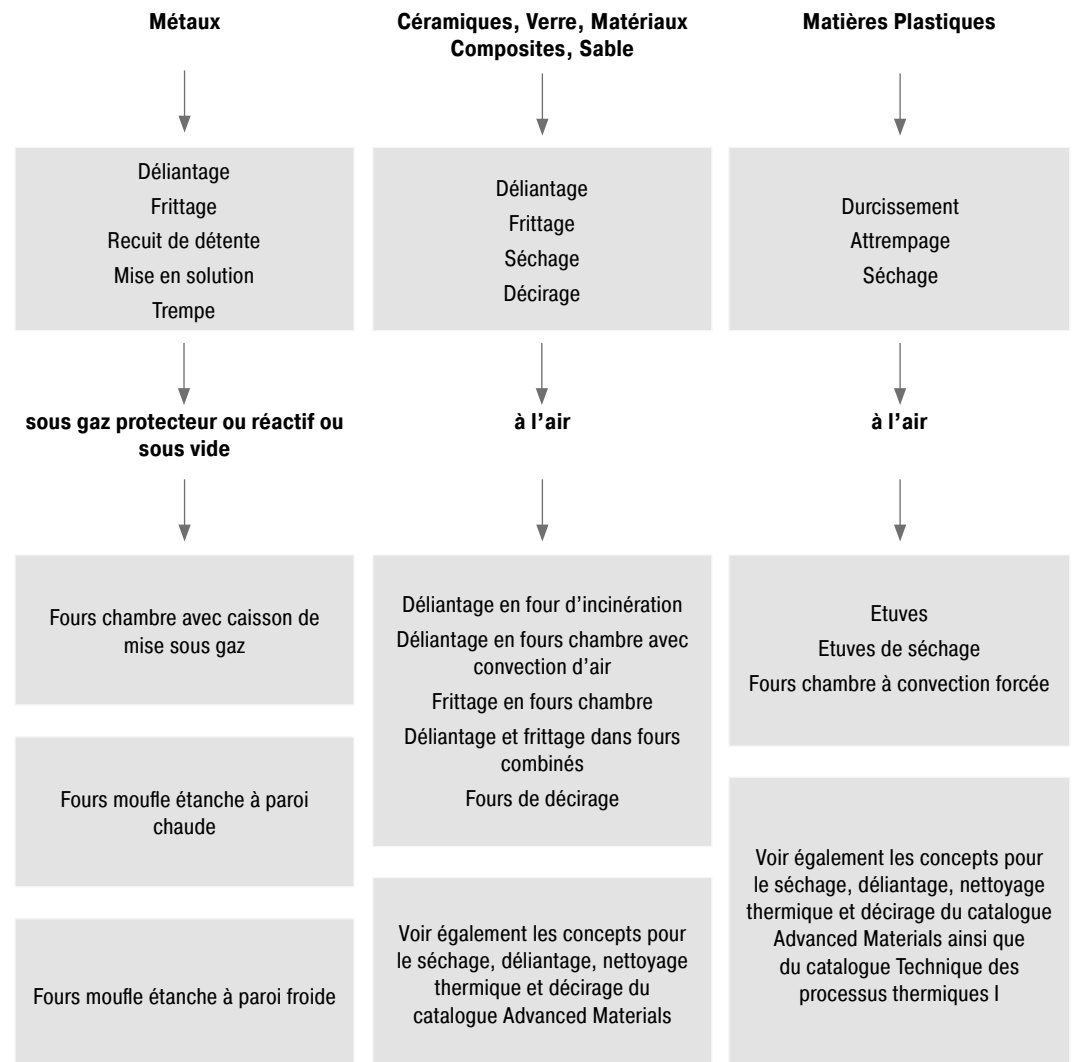 Métaux
Déliantage
Frittage
Recuit de détente
Mise en solution
Trempe
sous gaz protecteur ou réactif ou
sous vide
Fours chambre avec caisson de
mise sous gaz
Fours moufle étanche à paroi
chaude
Fours moufle étanche à paroi froide
Céramiques, Verre, Matériaux
Composites, Sable
Déliantage
Frittage
Séchage
Décirage
à l’air
Déliantage en four d’incinération
Déliantage en fours chambre avec
convection d’air
Frittage en fours chambre
Déliantage et frittage dans fours
combinés
Fours de décirage
Voir également les concepts pour
le séchage, déliantage, nettoyage
thermique et décirage du
catalogue Advanced Materials
Matières Plastiques
Durcissement
Attrempage
Séchage
à l’air
Etuves
Etuves de séchage
Fours chambre à convection forcée
Voir également les concepts pour
le séchage, déliantage, nettoyage
thermique et décirage du catalogue
Advanced Materials ainsi que
du catalogue Technique des
processus thermiques I